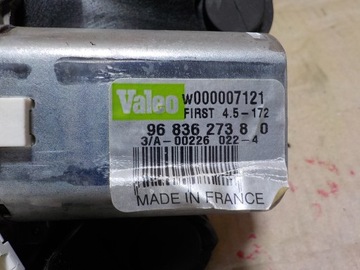 Valeo
w000007121
FIRST 4.5-172
96 836 273 8 0
3/A-00226 022-4
MADE IN FRANCE